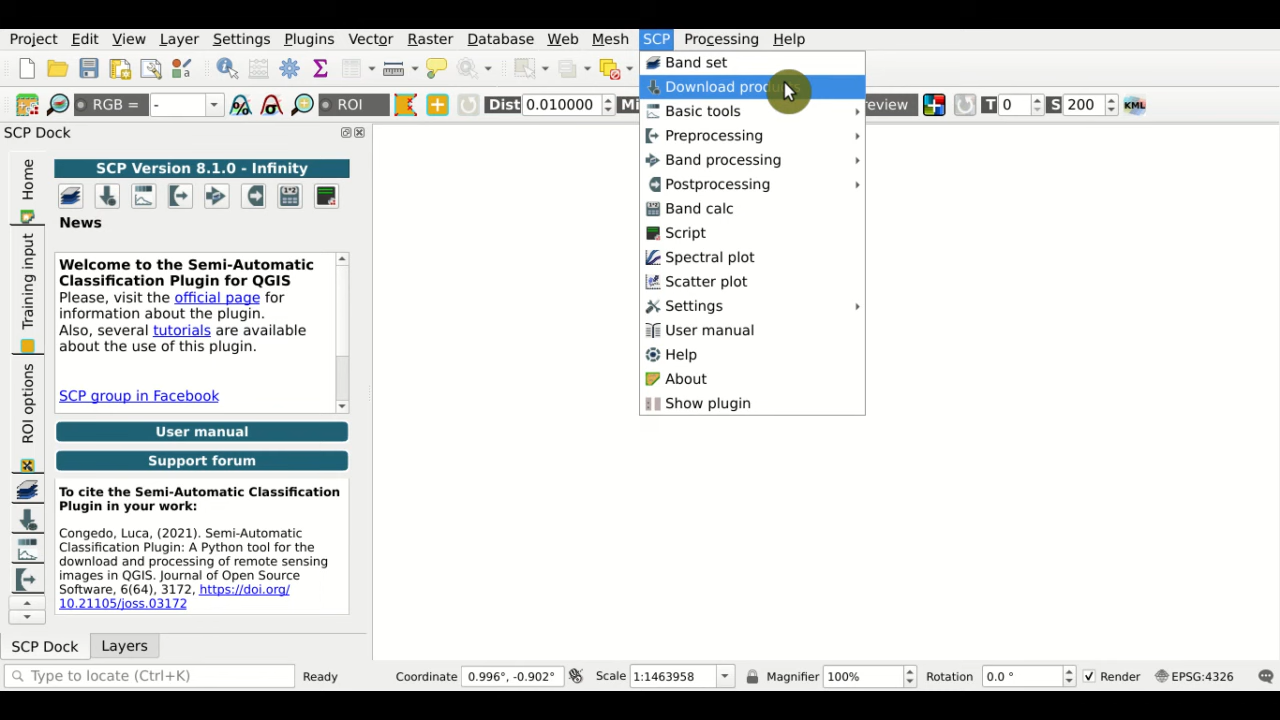 Project Edit View Layer Settings Plugins Vector Raster Database Web Mesh SCP Processing Help
RGB = - ROI Dist 0.010000 review T 0 S 200 KML
Band set
Download
Basic tools
Preprocessing
Band processing
Postprocessing
Band calc
Script
Spectral plot
Scatter plot
Settings
User manual
Help
About
Show plugin
SCP Dock
Home
Training input
ROI options
SCP Version 8.1.0 - Infinity
News
Welcome to the Semi-Automatic
Classification Plugin for QGIS
Please, visit the official page for
information about the plugin.
Also, several tutorials are available
about the use of this plugin.
SCP group in Facebook
User manual
Support forum
To cite the Semi-Automatic Classification
Plugin in your work:
Congedo, Luca, (2021). Semi-Automatic
Classification Plugin: A Python tool for the
download and processing of remote sensing
images in QGIS. Journal of Open Source
Software, 6(64), 3172, https://doi.org/
10.21105/joss.03172
SCP Dock Layers
Type to locate (Ctrl+K) Ready Coordinate 0.996°, -0.902° Scale 1:1463958 Magnifier 100% Rotation 0.0 ° Render EPSG:4326